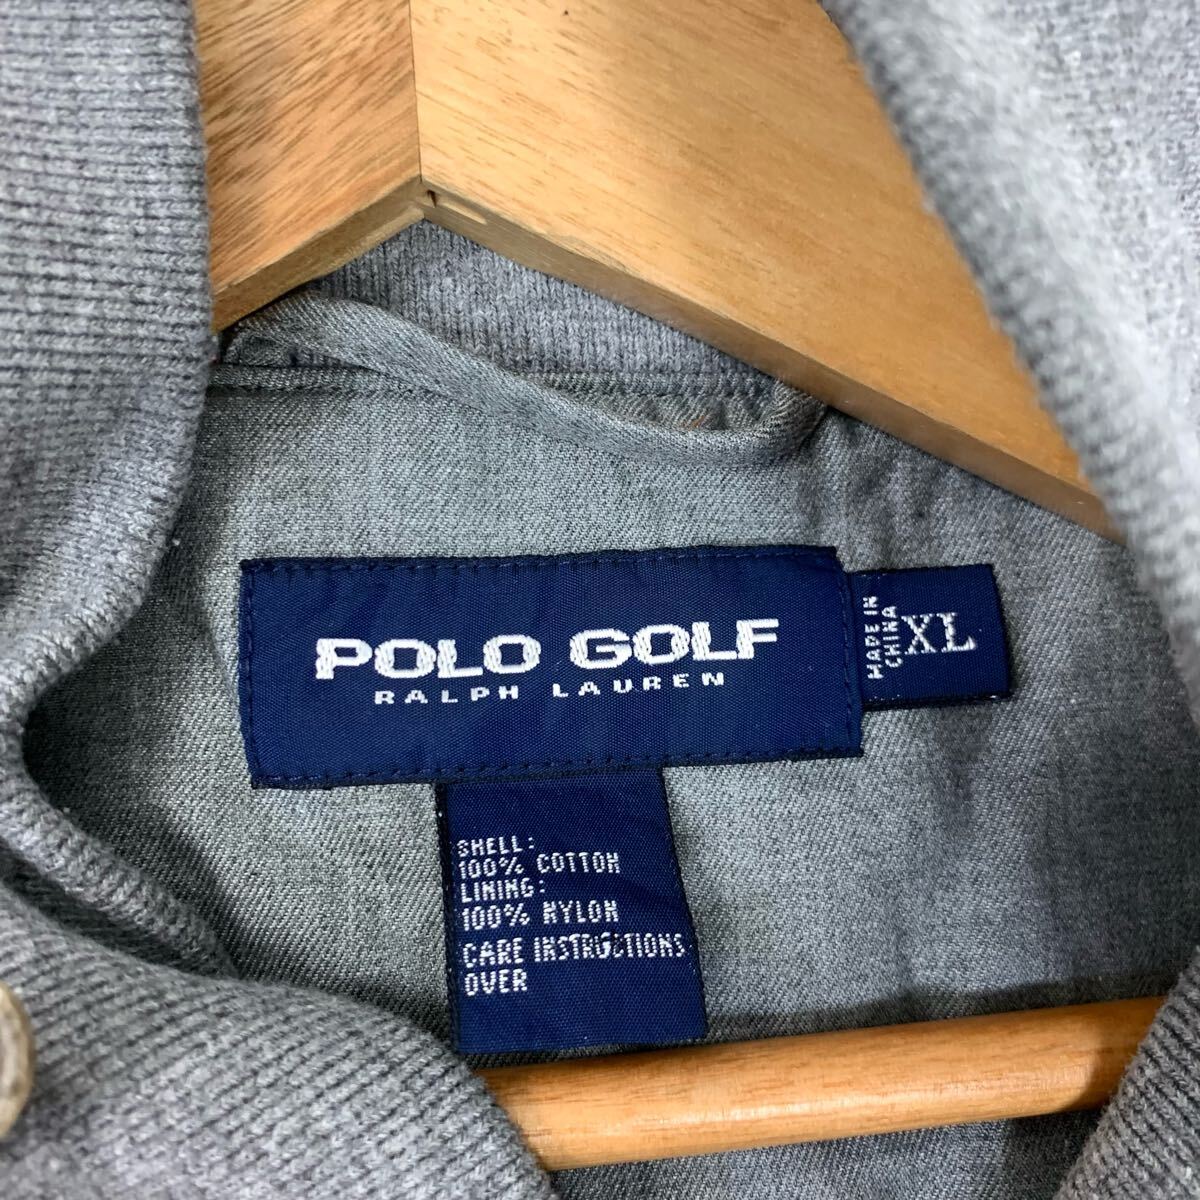 POLO GOLF
RALPH LAUREN
MADE IN
CHINA
XL
SHELL:
100% COTTON
LINING:
100% NYLON
CARE INSTRUCTIONS
OVER